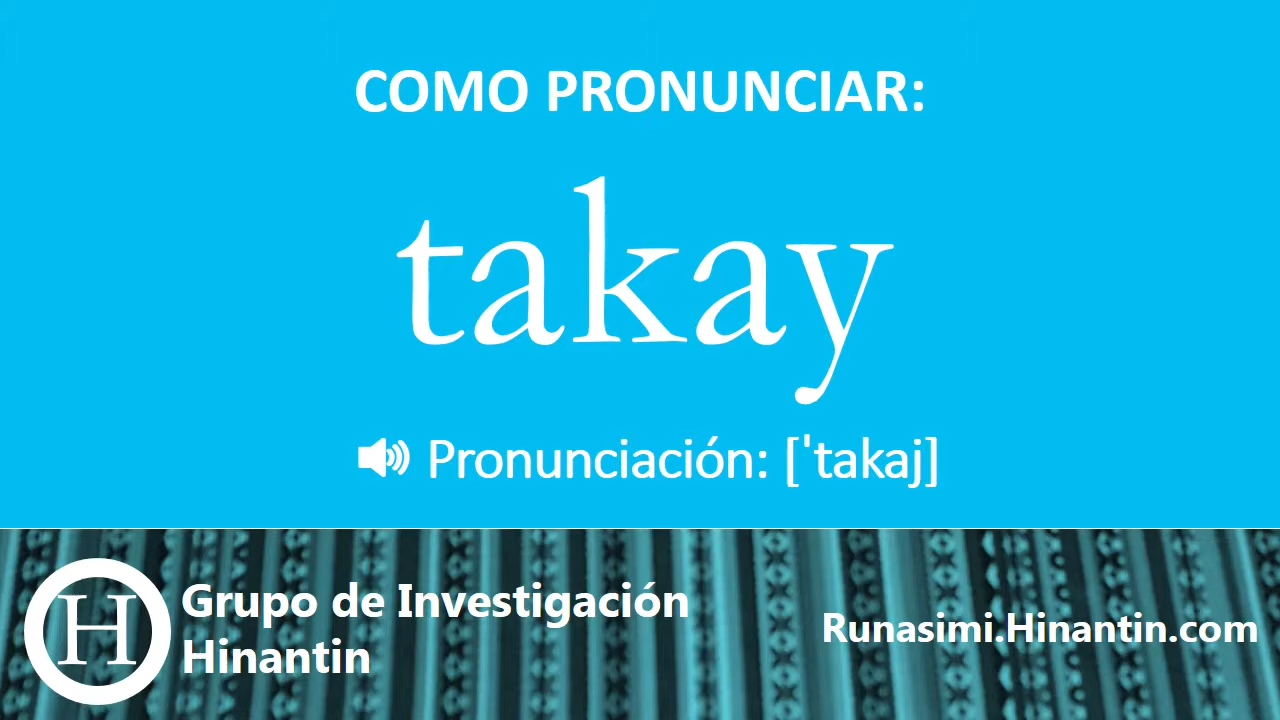 COMO PRONUNCIAR:
takay
Pronunciación: [ˈtakaj]
H
Grupo de Investigación
Hinantin
Runasimi.Hinantin.com